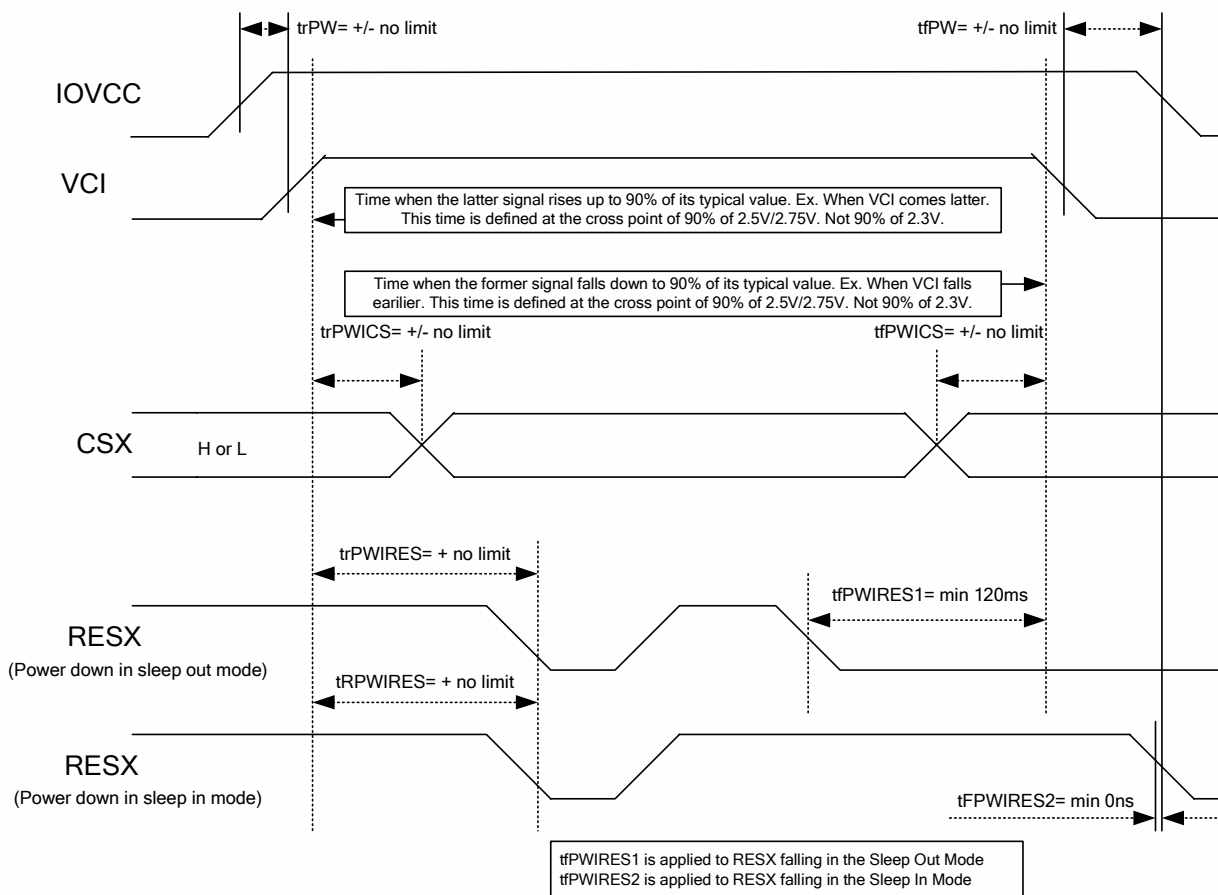 trPW= +/- no limit
tfPW= +/- no limit
IOVCC
VCI
Time when the latter signal rises up to 90% of its typical value. Ex. When VCI comes latter.
This time is defined at the cross point of 90% of 2.5V/2.75V. Not 90% of 2.3V.
Time when the former signal falls down to 90% of its typical value. Ex. When VCI falls
earilier. This time is defined at the cross point of 90% of 2.5V/2.75V. Not 90% of 2.3V.
trPWICS= +/- no limit
tfPWICS= +/- no limit
CSX
H or L
trPWIRES= + no limit
tfPWIRES1= min 120ms
RESX
(Power down in sleep out mode)
tRPWIRES= + no limit
RESX
(Power down in sleep in mode)
tFPWIRES2= min 0ns
tfPWIRES1 is applied to RESX falling in the Sleep Out Mode
tfPWIRES2 is applied to RESX falling in the Sleep In Mode